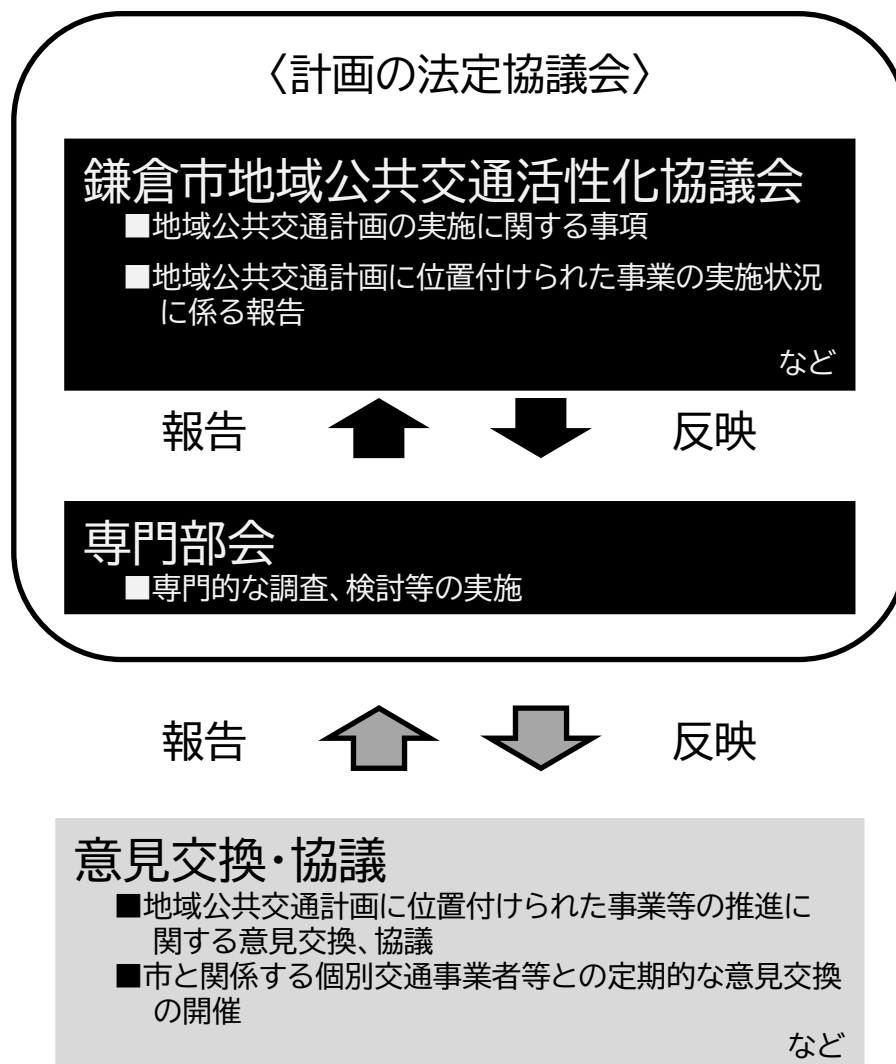 〈計画の法定協議会〉
鎌倉市地域公共交通活性化協議会
■地域公共交通計画の実施に関する事項
■地域公共交通計画に位置付けられた事業の実施状況
に係る報告
など
報告
反映
専門部会
■専門的な調査、検討等の実施
報告
反映
意見交換・協議
■地域公共交通計画に位置付けられた事業等の推進に
関する意見交換、協議
■市と関係する個別交通事業者等との定期的な意見交換
の開催
など